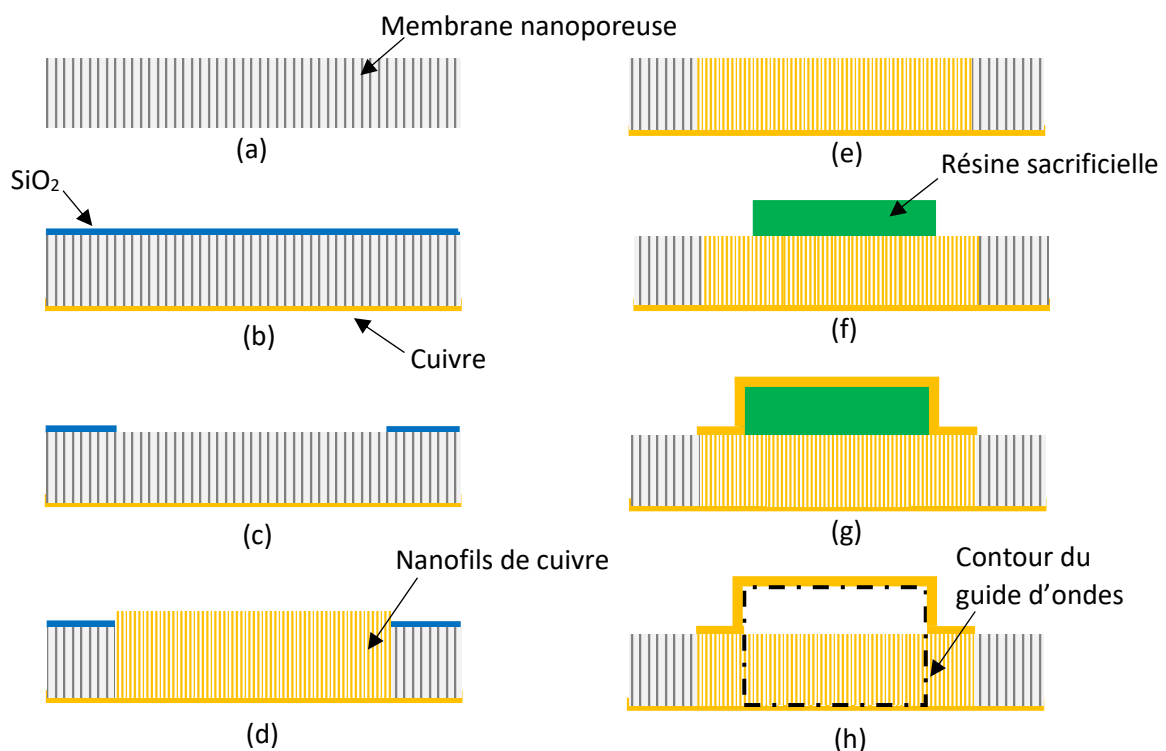 Membrane nanoporeuse
(a)
SiO₂
(b)
Cuivre
(c)
Nanofils de cuivre
(d)
(e)
Résine sacrificielle
(f)
(g)
Contour du
guide d’ondes
(h)